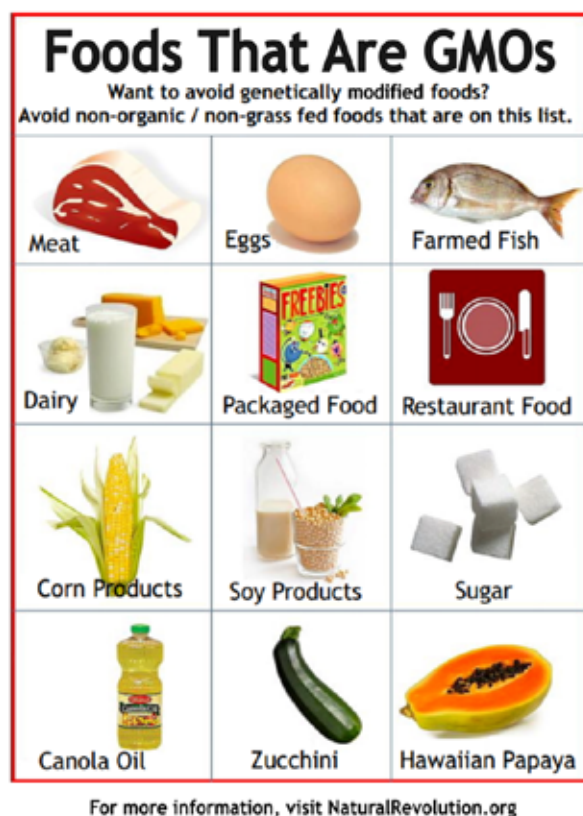 Foods That Are GMOs
Want to avoid genetically modified foods?
Avoid non-organic / non-grass fed foods that are on this list.
Meat
Eggs
Farmed Fish
FREEBIES
Dairy
Packaged Food
Restaurant Food
Corn Products
Soy Products
Sugar
Canola Oil
Zucchini
Hawaiian Papaya
For more information, visit NaturalRevolution.org